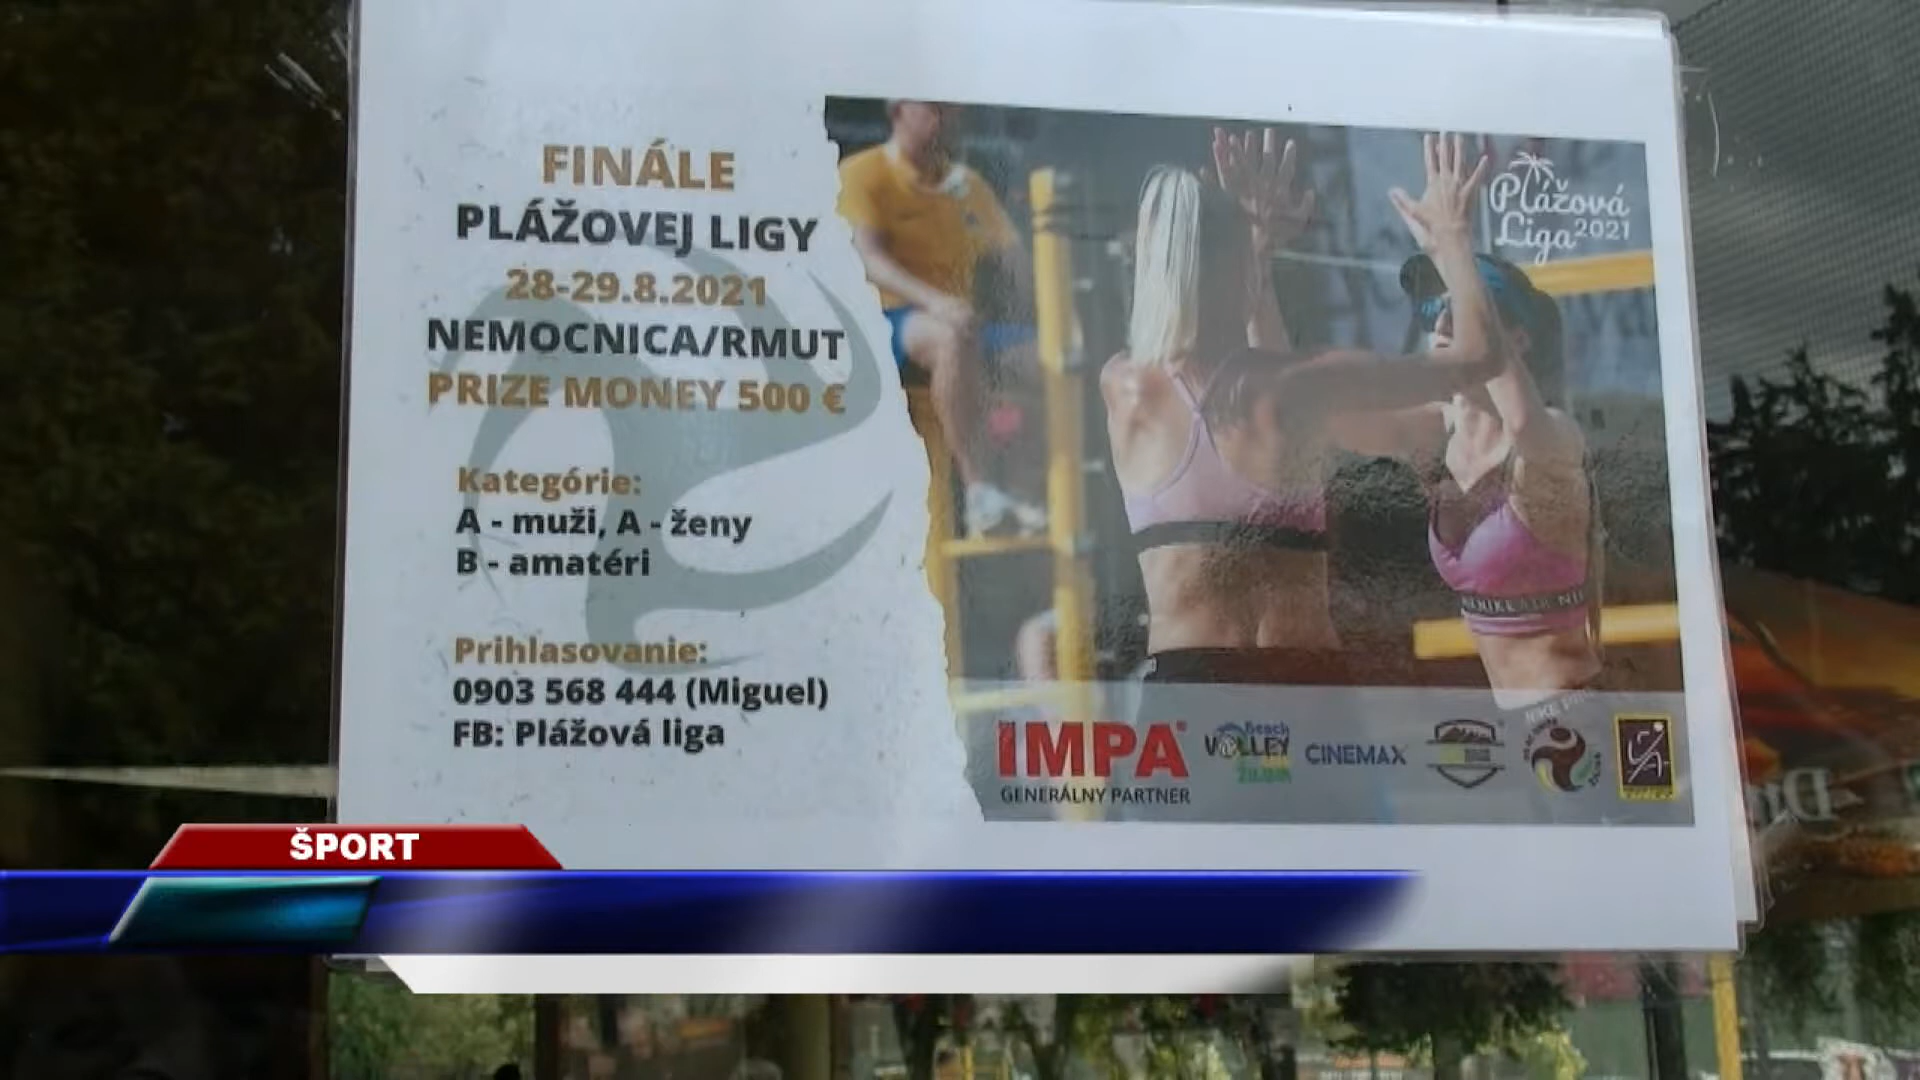 FINÁLE
PLÁŽOVEJ LIGY
28-29.8.2021
NEMOCNICA/RMUT
PRIZE MONEY 500 €
Kategórie:
A - muži, A - ženy
B - amatéri
Prihlasovanie:
0903 568 444 (Miguel)
FB: Plážová liga
Plážová
Liga 2021
IMPA®
GENERÁLNY PARTNER
Beach
VOLLEY
ŽILINA
CINEMAX
ŠPORT